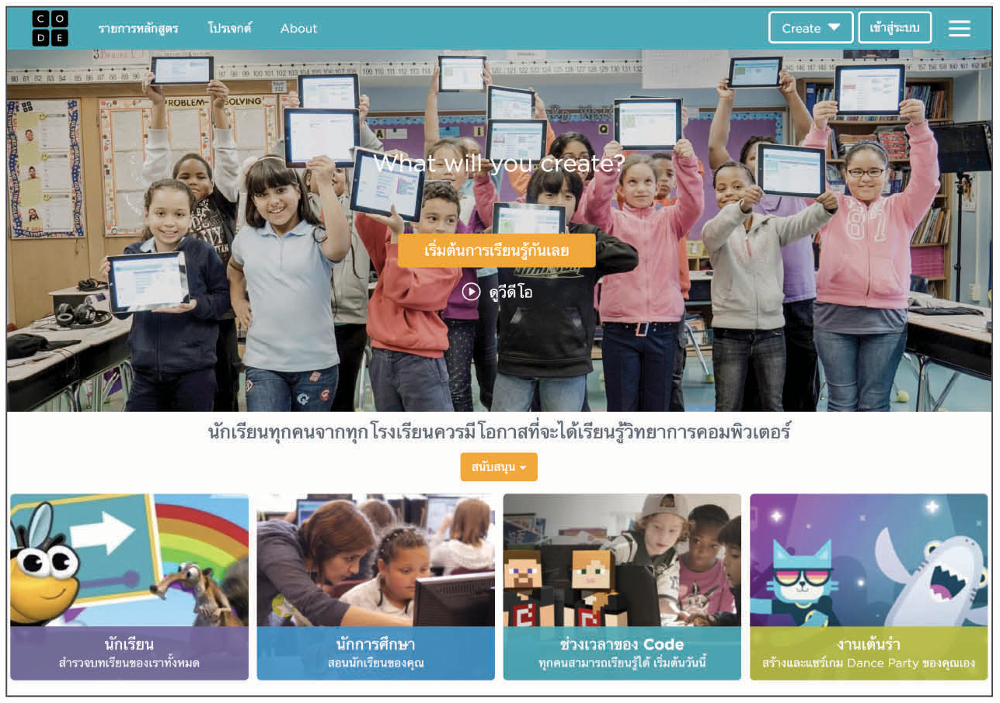 C O
D E
รายการหลักสูตร
โปรเจกต์
About
Create
เข้าสู่ระบบ
PROBLEM-SOLVING
What will you create?
เริ่มต้นการเรียนรู้กันเลย
ดูวีดีโอ
นักเรียนทุกคนจากทุกโรงเรียนควรมีโอกาสที่จะได้เรียนรู้วิทยาการคอมพิวเตอร์
สนับสนุน
นักเรียน
สำรวจบทเรียนของเราทั้งหมด
นักการศึกษา
สอนนักเรียนของคุณ
ช่วงเวลาของ Code
ทุกคนสามารถเรียนรู้ได้ เริ่มต้นวันนี้
งานเต้นรำ
สร้างและแชร์เกม Dance Party ของคุณเอง